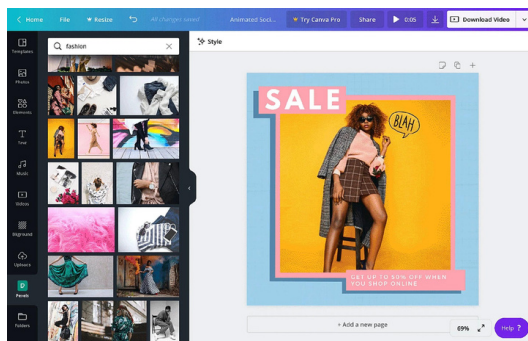 Home
File
Resize
All changes saved
Animated Soci...
Try Canva Pro
Share
0:05
Download Video
Templates
Photos
Elements
Text
Music
Videos
Bkground
Uploads
Pexels
Folders
fashion
Style
SALE
BLAH
GET UP TO 50% OFF WHEN
YOU SHOP ONLINE
+ Add a new page
69%
Help ?